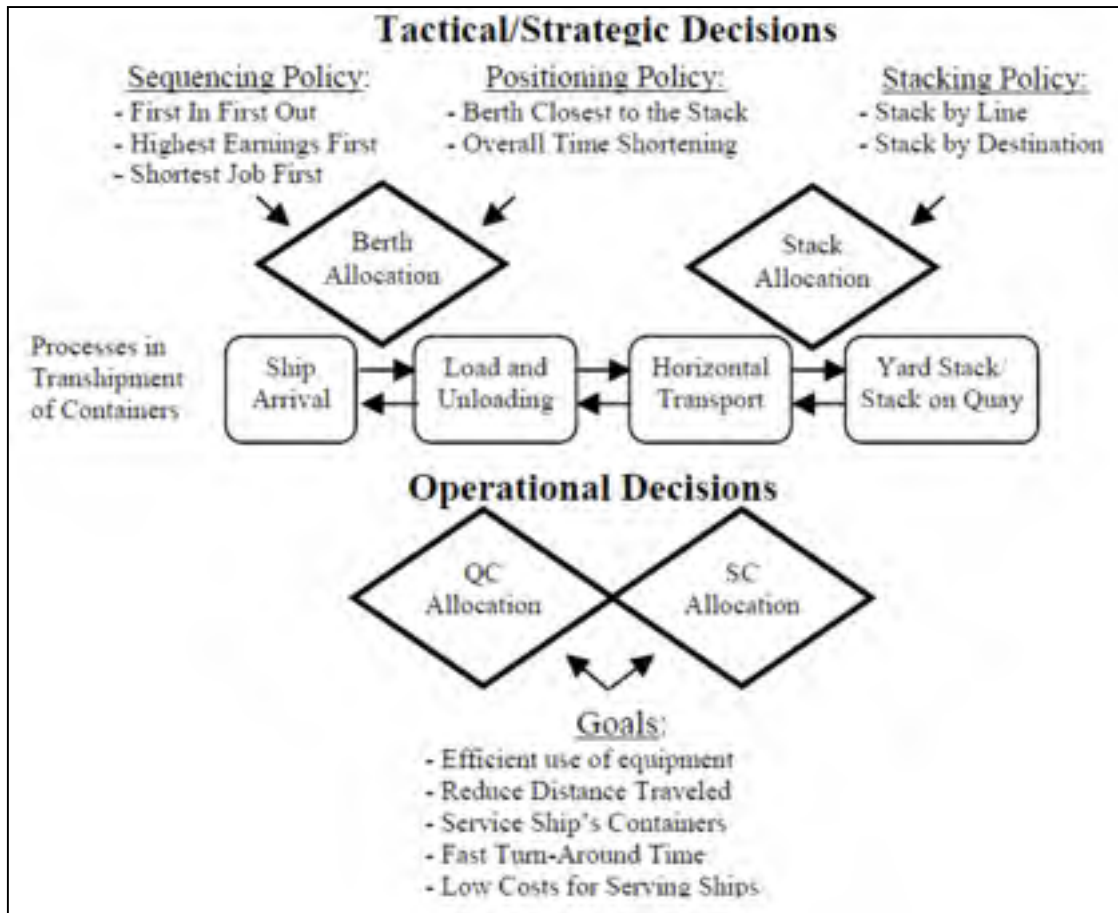 Tactical/Strategic Decisions
Sequencing Policy:
- First In First Out
- Highest Earnings First
- Shortest Job First
Positioning Policy:
- Berth Closest to the Stack
- Overall Time Shortening
Stacking Policy:
- Stack by Line
- Stack by Destination
Berth
Allocation
Stack
Allocation
Processes in
Transhipment
of Containers
Ship
Arrival
Load and
Unloading
Horizontal
Transport
Yard Stack/
Stack on Quay
Operational Decisions
QC
Allocation
SC
Allocation
Goals:
- Efficient use of equipment
- Reduce Distance Traveled
- Service Ship's Containers
- Fast Turn-Around Time
- Low Costs for Serving Ships